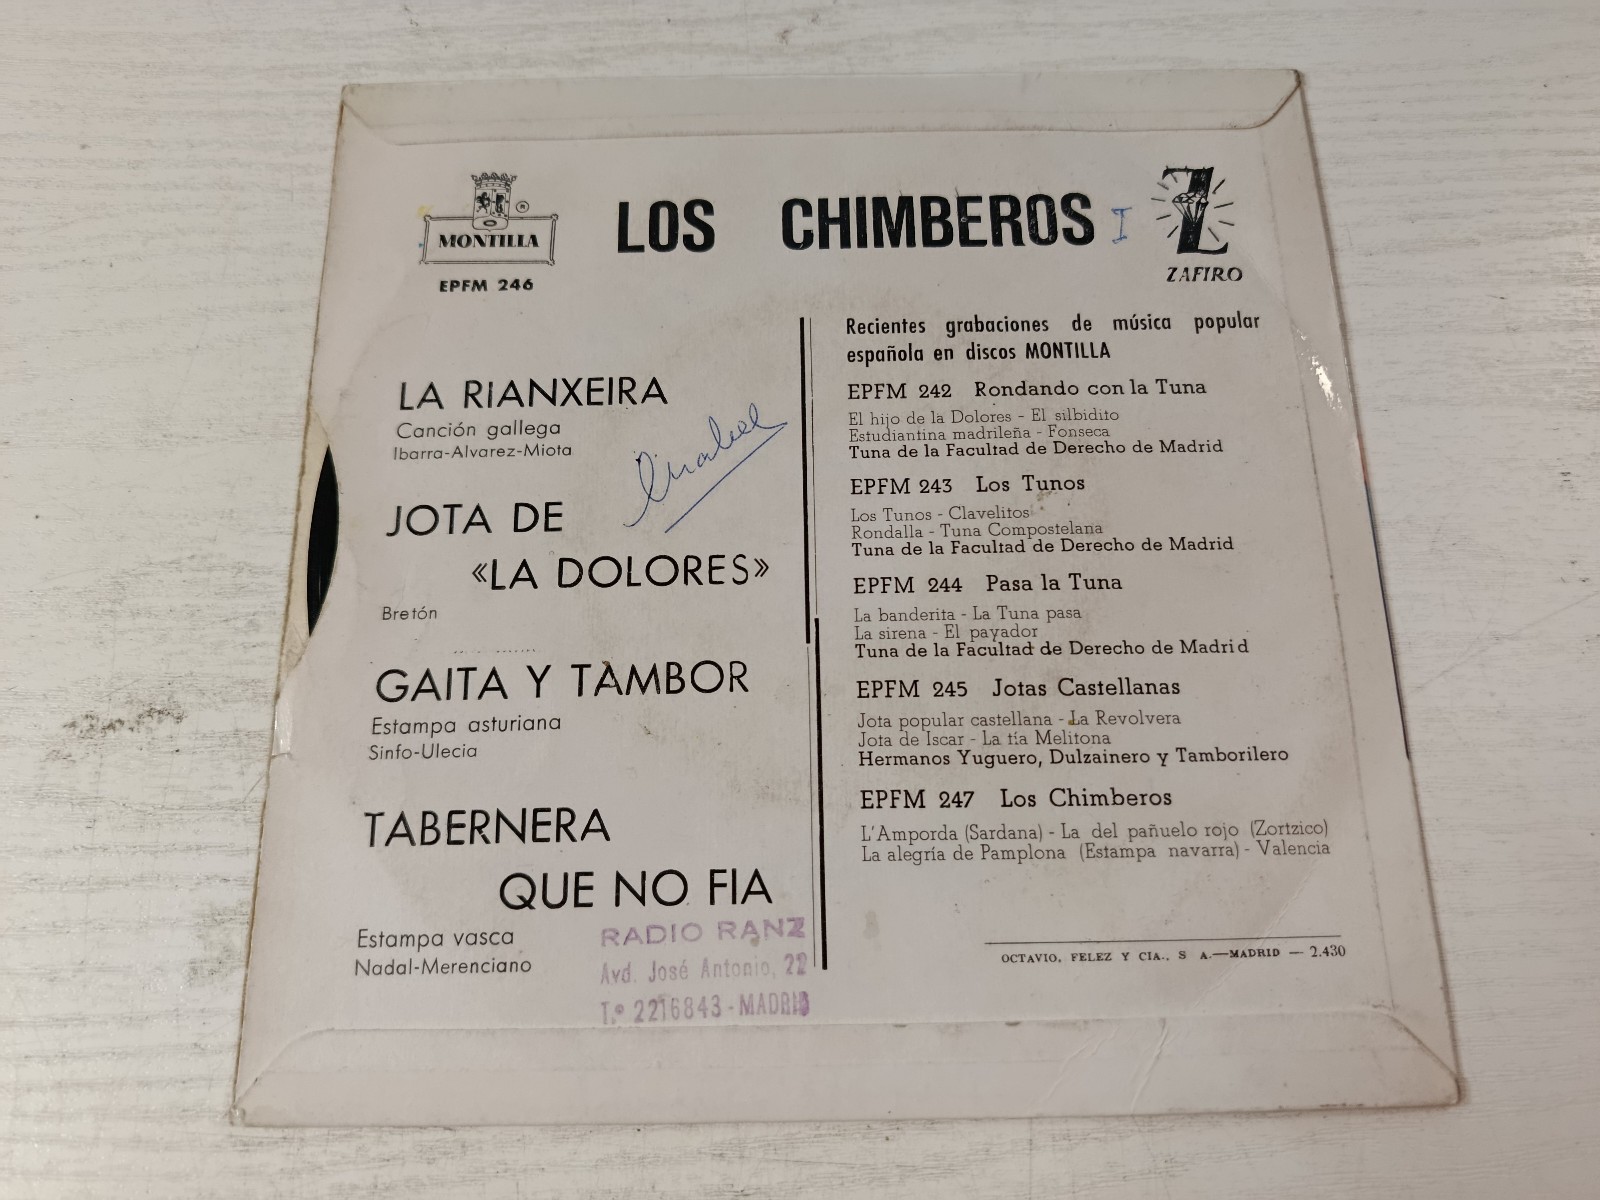 MONTILLA
®
EPFM 246
LOS CHIMBEROS I
ZAFIRO
LA RIANXEIRA
Canción gallega
Ibarra-Alvarez-Miota
JOTA DE
«LA DOLORES»
Bretón
GAITA Y TAMBOR
Estampa asturiana
Sinfo-Ulecia
TABERNERA
QUE NO FIA
Estampa vasca
Nadal-Merenciano
RADIO RANZ
Avd. José Antonio, 22
T.º 2216843 - MADRID
Recientes grabaciones de música popular
española en discos MONTILLA
EPFM 242 Rondando con la Tuna
El hijo de la Dolores - El silbidito
Estudiantina madrileña - Fonseca
Tuna de la Facultad de Derecho de Madrid
EPFM 243 Los Tunos
Los Tunos - Clavelitos
Rondalla - Tuna Compostelana
Tuna de la Facultad de Derecho de Madrid
EPFM 244 Pasa la Tuna
La banderita - La Tuna pasa
La sirena - El payador
Tuna de la Facultad de Derecho de Madrid
EPFM 245 Jotas Castellanas
Jota popular castellana - La Revolvera
Jota de Iscar - La tía Melitona
Hermanos Yuguero, Dulzainero y Tamborilero
EPFM 247 Los Chimberos
L'Amporda (Sardana) - La del pañuelo rojo (Zortzico)
La alegría de Pamplona (Estampa navarra) - Valencia
OCTAVIO, FELEZ Y CIA., S A.—MADRID — 2.430